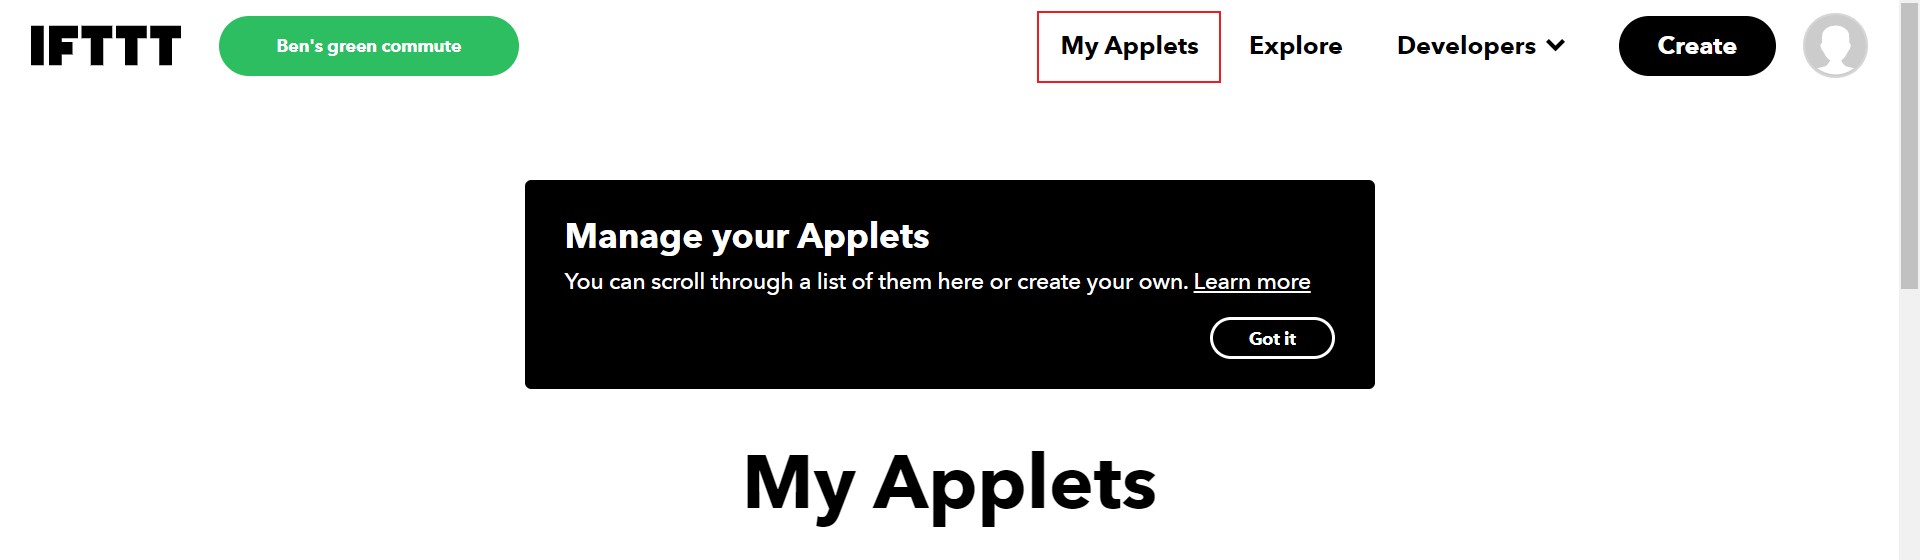 IFTTT
Ben's green commute
My Applets
Explore
Developers
Create
Manage your Applets
You can scroll through a list of them here or create your own. Learn more
Got it
My Applets